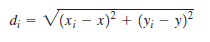 dᵢ = √(xᵢ − x)² + (yᵢ − y)²